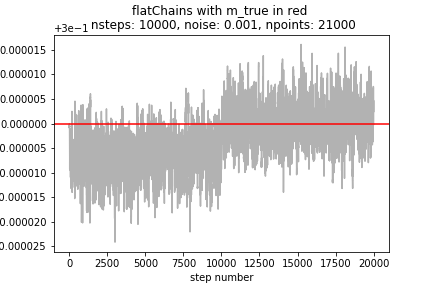 flatChains with m_true in red
+3e−1 nsteps: 10000, noise: 0.001, npoints: 21000
0.000015
0.000010
0.000005
0.000000
0.000005
0.000010
0.000015
0.000020
0.000025
0 2500 5000 7500 10000 12500 15000 17500 20000
step number